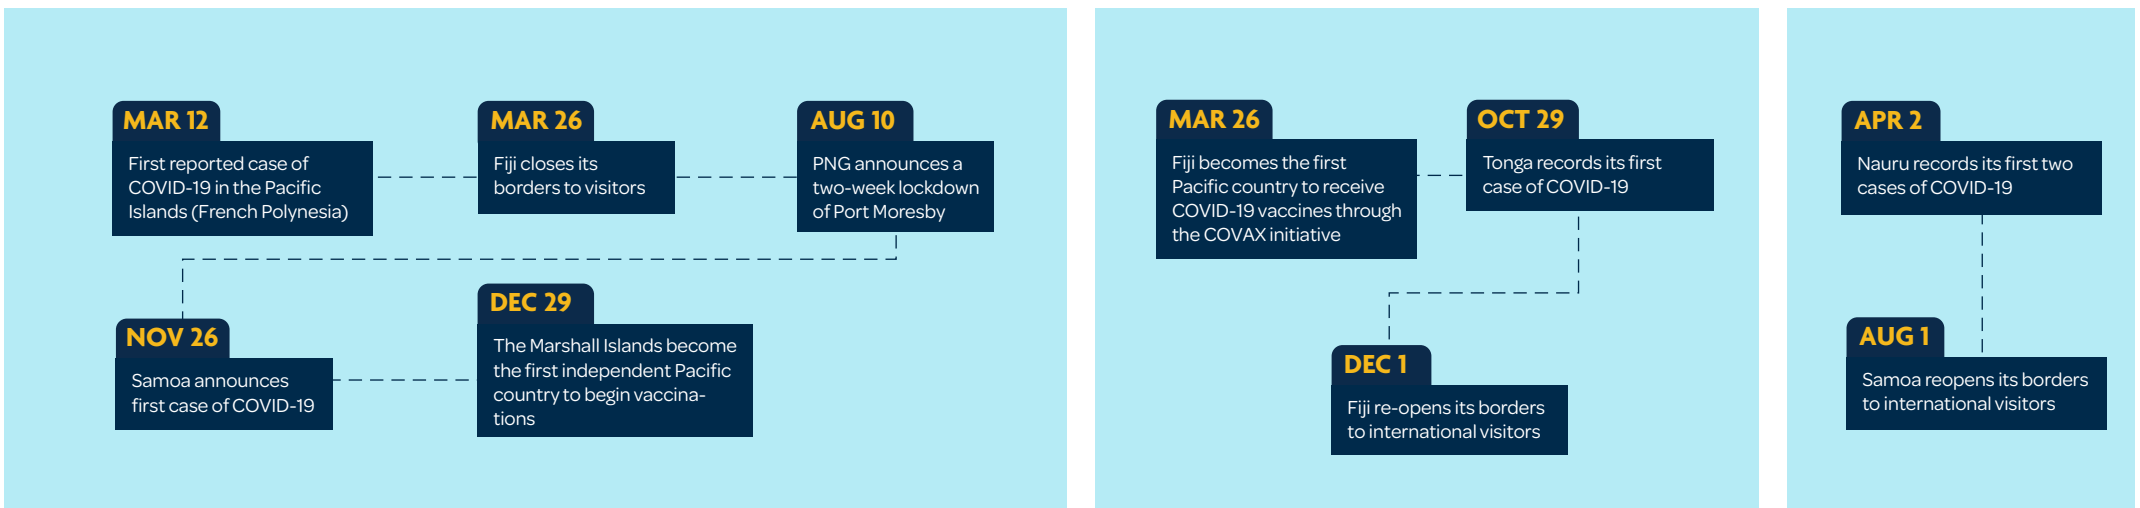 MAR 12
First reported case of
COVID-19 in the Pacific
Islands (French Polynesia)
MAR 26
Fiji closes its
borders to visitors
AUG 10
PNG announces a
two-week lockdown
of Port Moresby
NOV 26
Samoa announces
first case of COVID-19
DEC 29
The Marshall Islands become
the first independent Pacific
country to begin vaccina-
tions
MAR 26
Fiji becomes the first
Pacific country to receive
COVID-19 vaccines through
the COVAX initiative
OCT 29
Tonga records its first
case of COVID-19
DEC 1
Fiji re-opens its borders
to international visitors
APR 2
Nauru records its first two
cases of COVID-19
AUG 1
Samoa reopens its borders
to international visitors